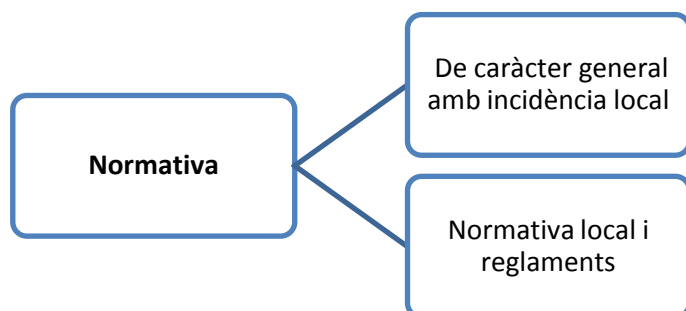 Normativa
De caràcter general
amb incidència local
Normativa local i
reglaments